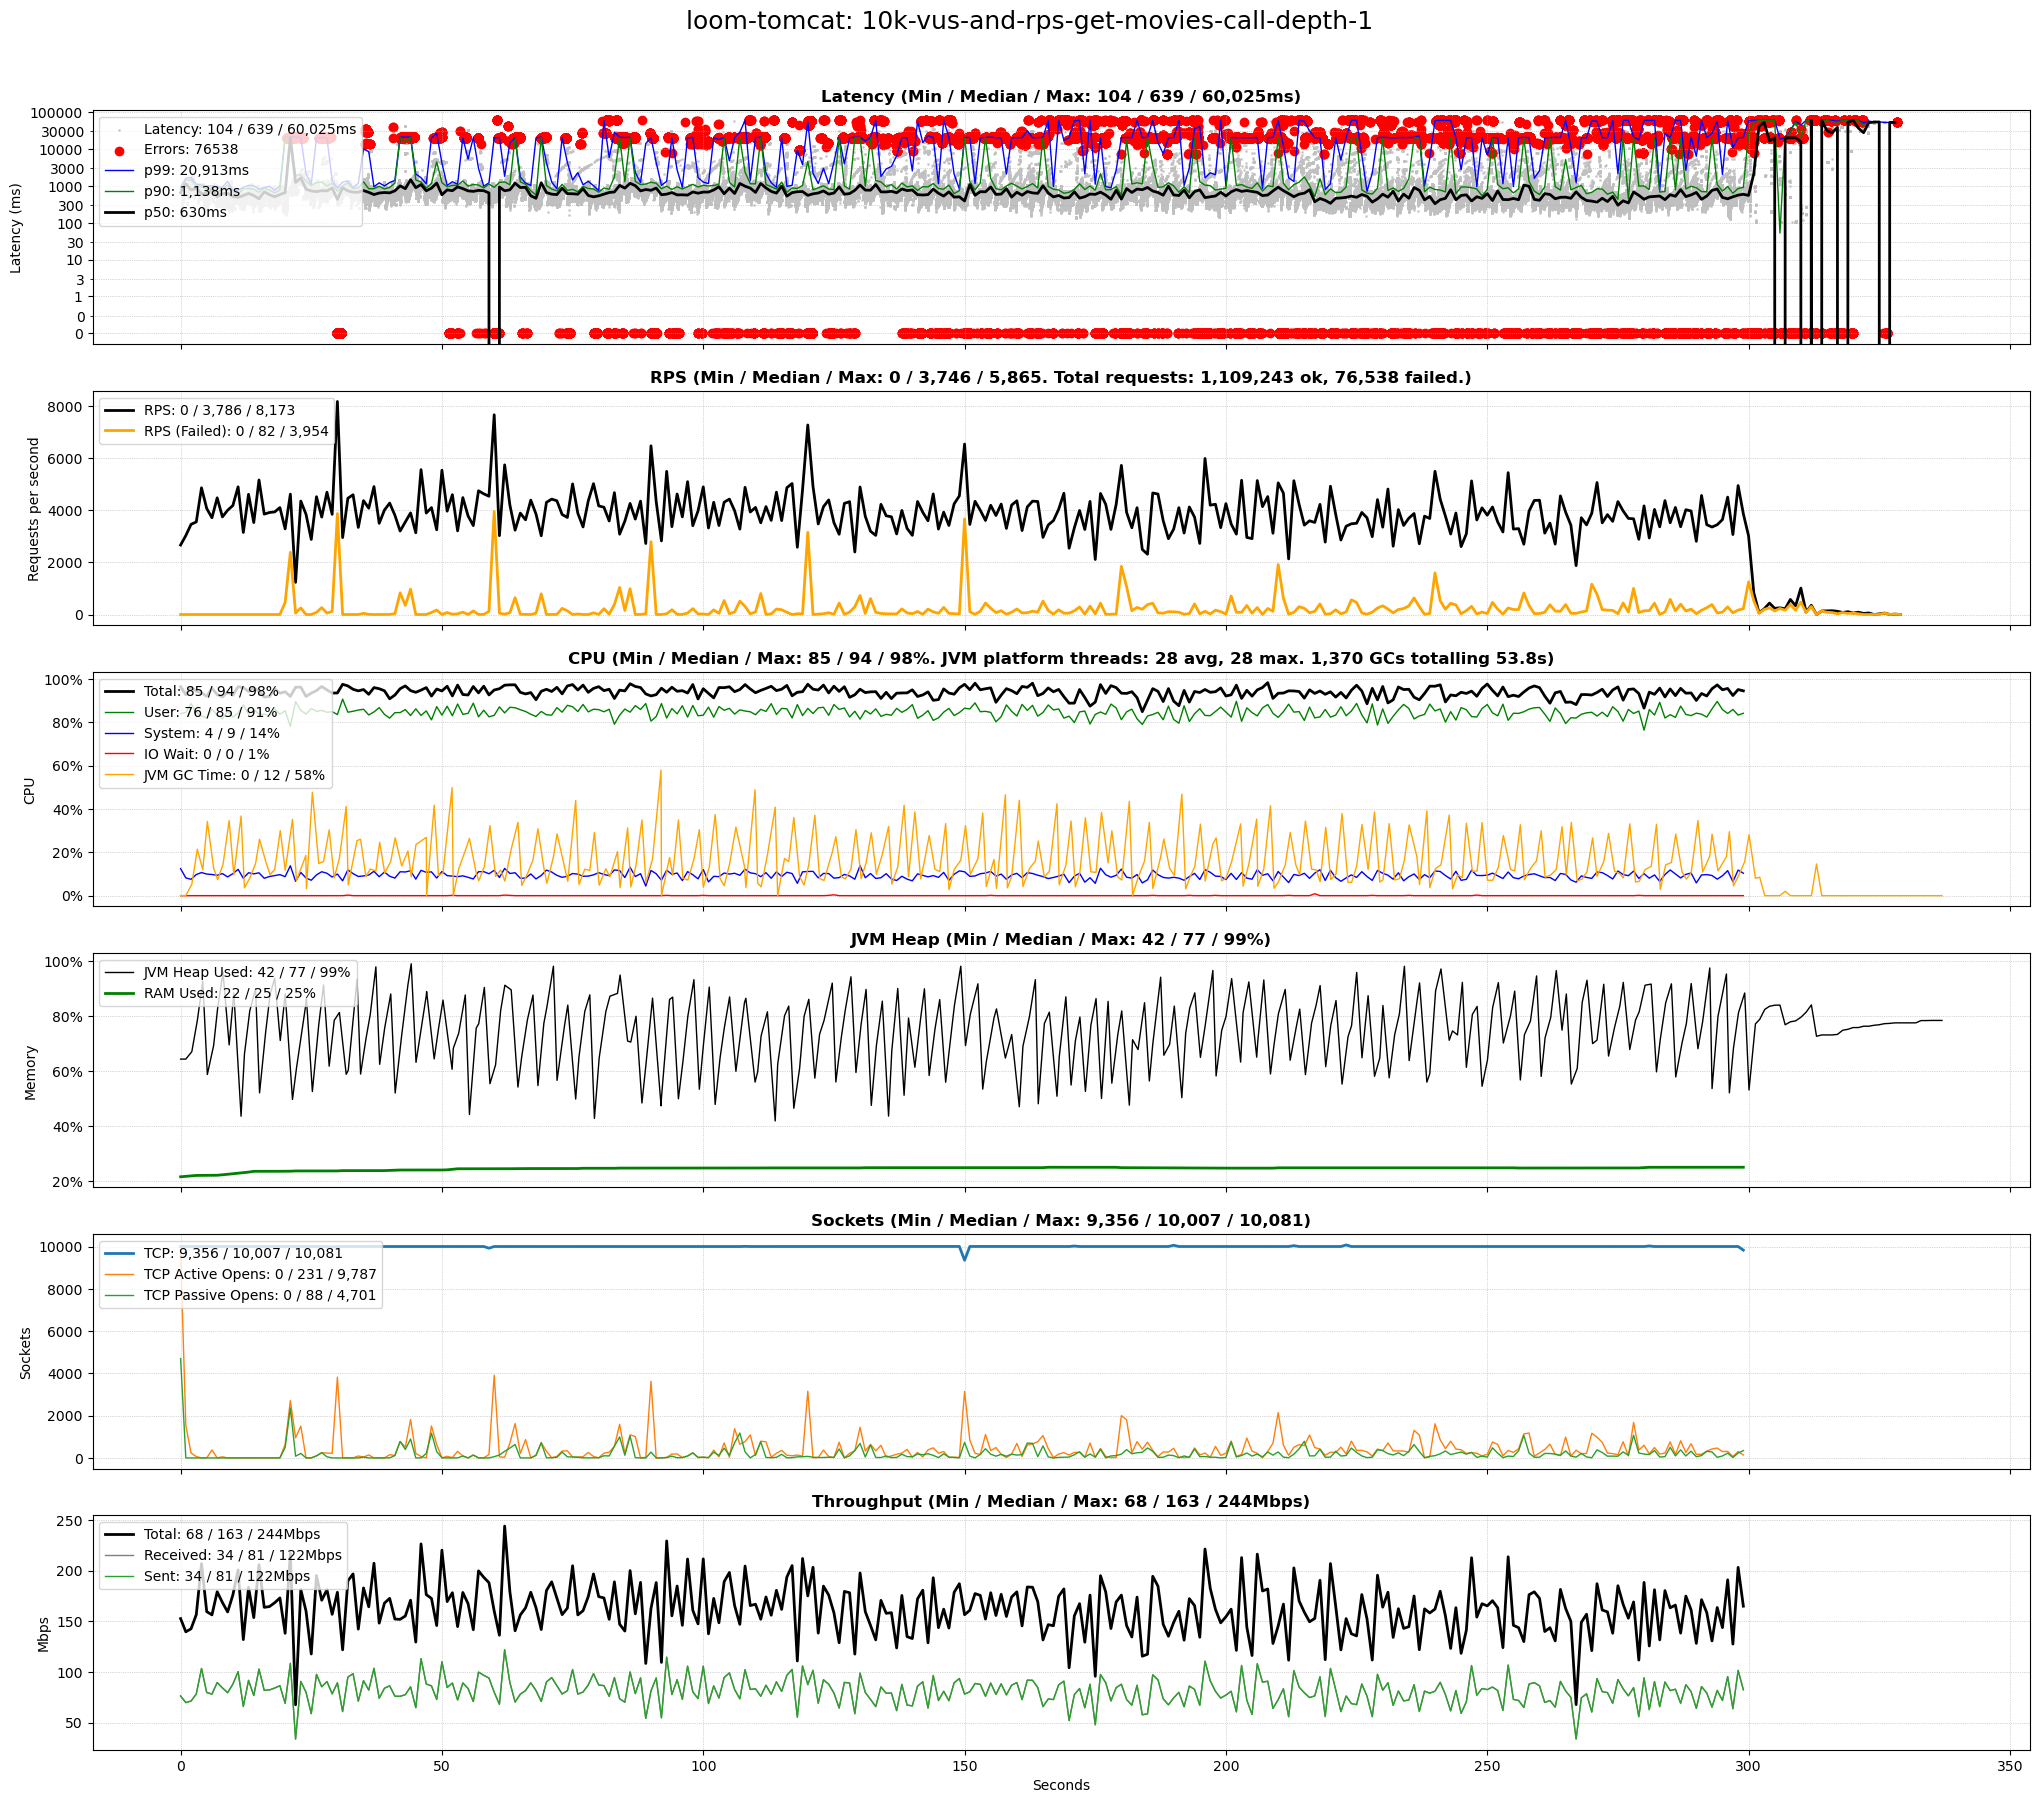 loom-tomcat: 10k-vus-and-rps-get-movies-call-depth-1
Latency (Min / Median / Max: 104 / 639 / 60,025ms)
Latency (ms)
100000
30000
10000
3000
1000
300
100
30
10
3
1
0
0
Latency: 104 / 639 / 60,025ms
Errors: 76538
p99: 20,913ms
p90: 1,138ms
p50: 630ms
RPS (Min / Median / Max: 0 / 3,746 / 5,865. Total requests: 1,109,243 ok, 76,538 failed.)
Requests per second
8000
6000
4000
2000
0
RPS: 0 / 3,786 / 8,173
RPS (Failed): 0 / 82 / 3,954
CPU (Min / Median / Max: 85 / 94 / 98%. JVM platform threads: 28 avg, 28 max. 1,370 GCs totalling 53.8s)
CPU
100%
80%
60%
40%
20%
0%
Total: 85 / 94 / 98%
User: 76 / 85 / 91%
System: 4 / 9 / 14%
IO Wait: 0 / 0 / 1%
JVM GC Time: 0 / 12 / 58%
JVM Heap (Min / Median / Max: 42 / 77 / 99%)
Memory
100%
80%
60%
40%
20%
JVM Heap Used: 42 / 77 / 99%
RAM Used: 22 / 25 / 25%
Sockets (Min / Median / Max: 9,356 / 10,007 / 10,081)
Sockets
10000
8000
6000
4000
2000
0
TCP: 9,356 / 10,007 / 10,081
TCP Active Opens: 0 / 231 / 9,787
TCP Passive Opens: 0 / 88 / 4,701
Throughput (Min / Median / Max: 68 / 163 / 244Mbps)
Mbps
250
200
150
100
50
Total: 68 / 163 / 244Mbps
Received: 34 / 81 / 122Mbps
Sent: 34 / 81 / 122Mbps
0
50
100
150
200
250
300
350
Seconds